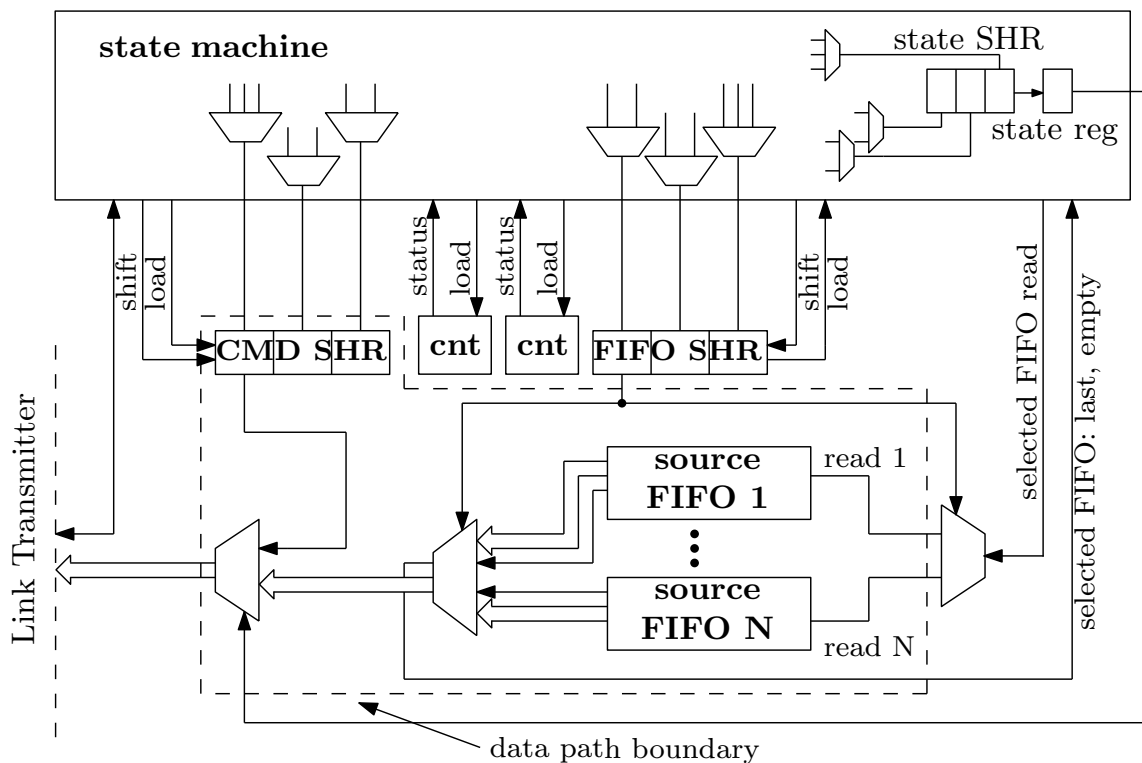 state machine
state SHR
state reg
shift
load
status
load
status
load
shift
load
CMD SHR
cnt
cnt
FIFO SHR
selected FIFO read
selected FIFO: last, empty
Link Transmitter
source
FIFO 1
read 1
source
FIFO N
read N
data path boundary